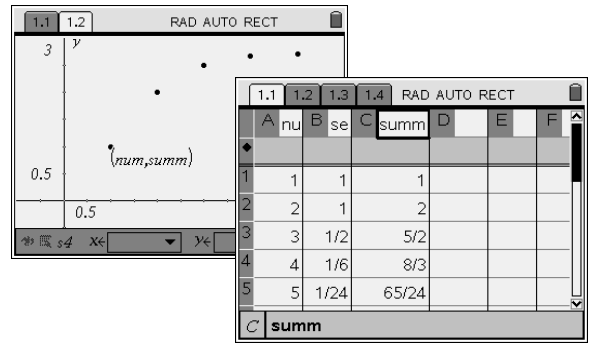 1.1 1.2 RAD AUTO RECT
3 y
(num,summ)
0.5
0.5
s4 x← y←
1.1 1.2 1.3 1.4 RAD AUTO RECT
A nu B se C summ D E F
◆
1 1 1 1
2 2 1 2
3 3 1/2 5/2
4 4 1/6 8/3
5 5 1/24 65/24
C summ